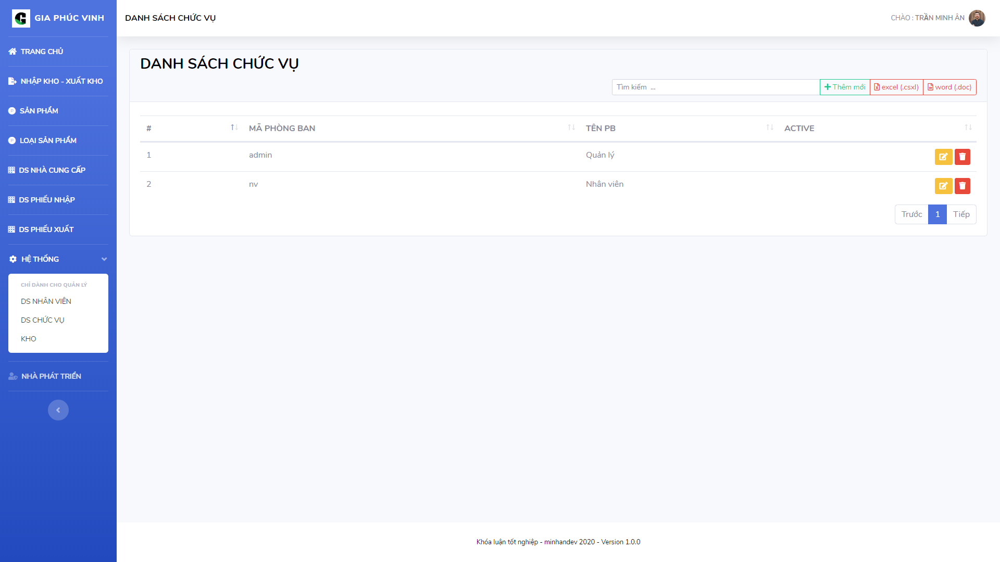 GIA PHÚC VINH
DANH SÁCH CHỨC VỤ
CHÀO : TRẦN MINH ÂN
TRANG CHỦ
NHẬP KHO - XUẤT KHO
SẢN PHẨM
LOẠI SẢN PHẨM
DS NHÀ CUNG CẤP
DS PHIẾU NHẬP
DS PHIẾU XUẤT
HỆ THỐNG
CHỈ DÀNH CHO QUẢN LÝ
DS NHÂN VIÊN
DS CHỨC VỤ
KHO
NHÀ PHÁT TRIỂN
DANH SÁCH CHỨC VỤ
Tìm kiếm ... Thêm mới excel (.csxl) word (.doc)
# MÃ PHÒNG BAN TÊN PB ACTIVE
1 admin Quản lý
2 nv Nhân viên
Trước 1 Tiếp
Khóa luận tốt nghiệp - minhandev 2020 - Version 1.0.0